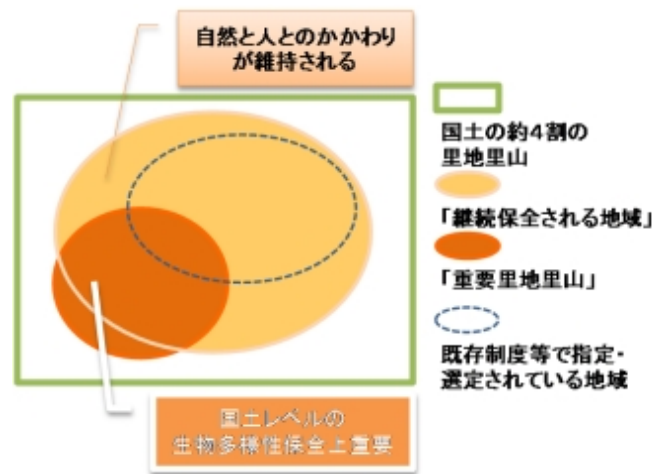 自然と人とのかかわり
が維持される
国土の約4割の
里地里山
「継続保全される地域」
「重要里地里山」
既存制度等で指定・
選定されている地域
国土レベルの
生物多様性保全上重要